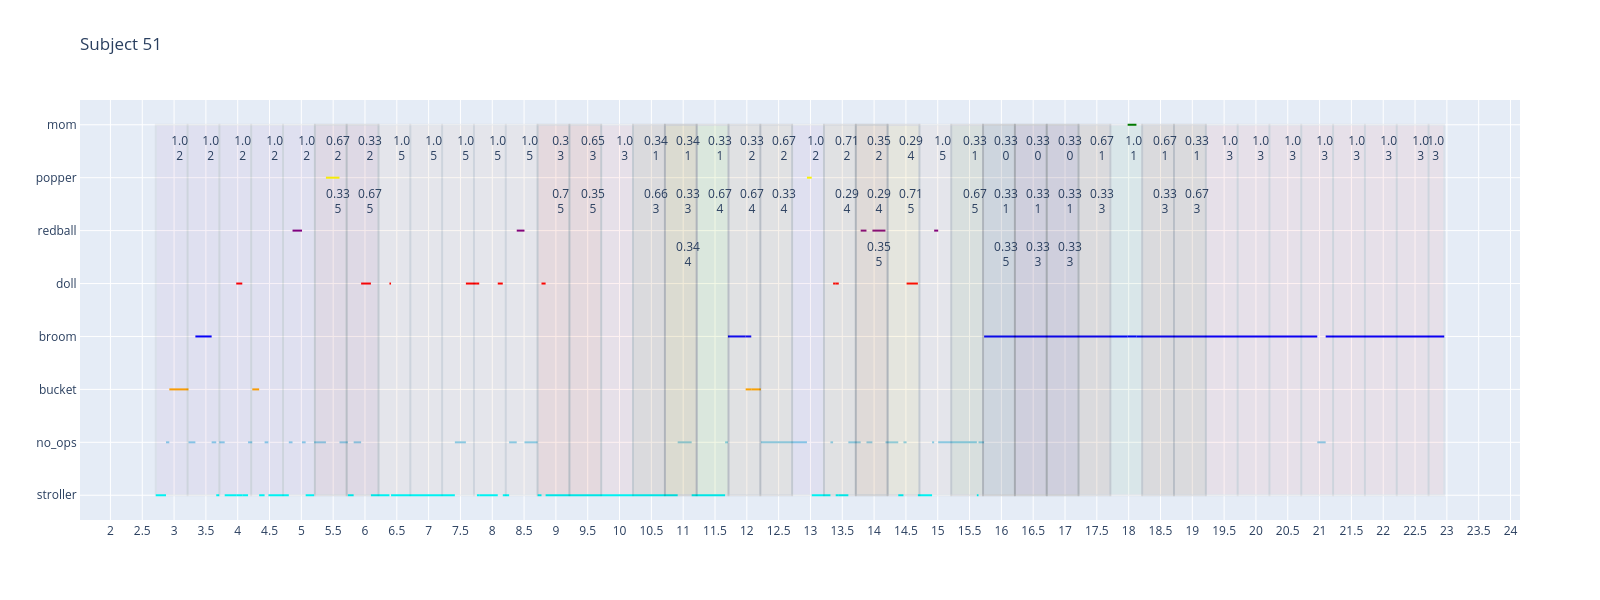 Subject 51
mom
1.0 1.0 1.0 1.0 1.0 0.67 0.33 1.0 1.0 1.0 1.0 1.0 0.3 0.65 1.0 0.34 0.34 0.33 0.33 0.67 1.0 0.71 0.35 0.29 1.0 0.33 0.33 0.33 0.33 0.67 1.0 0.67 0.33 1.0 1.0 1.0 1.0 1.0 1.0 1.0 1.0
2 2 2 2 2 2 2 5 5 5 5 5 3 3 3 1 1 1 2 2 2 2 2 4 5 1 0 0 0 1 1 1 1 3 3 3 3 3 3 3 3
popper
0.33 0.67 0.7 0.35 0.66 0.33 0.67 0.67 0.33 0.29 0.29 0.71 0.67 0.33 0.33 0.33 0.33 0.33 0.67
5 5 5 5 3 3 4 4 4 4 4 5 5 1 1 1 3 3 3
redball
0.34 0.35 0.33 0.33 0.33
4 5 5 3 3
doll
broom
bucket
no_ops
stroller
2 2.5 3 3.5 4 4.5 5 5.5 6 6.5 7 7.5 8 8.5 9 9.5 10 10.5 11 11.5 12 12.5 13 13.5 14 14.5 15 15.5 16 16.5 17 17.5 18 18.5 19 19.5 20 20.5 21 21.5 22 22.5 23 23.5 24